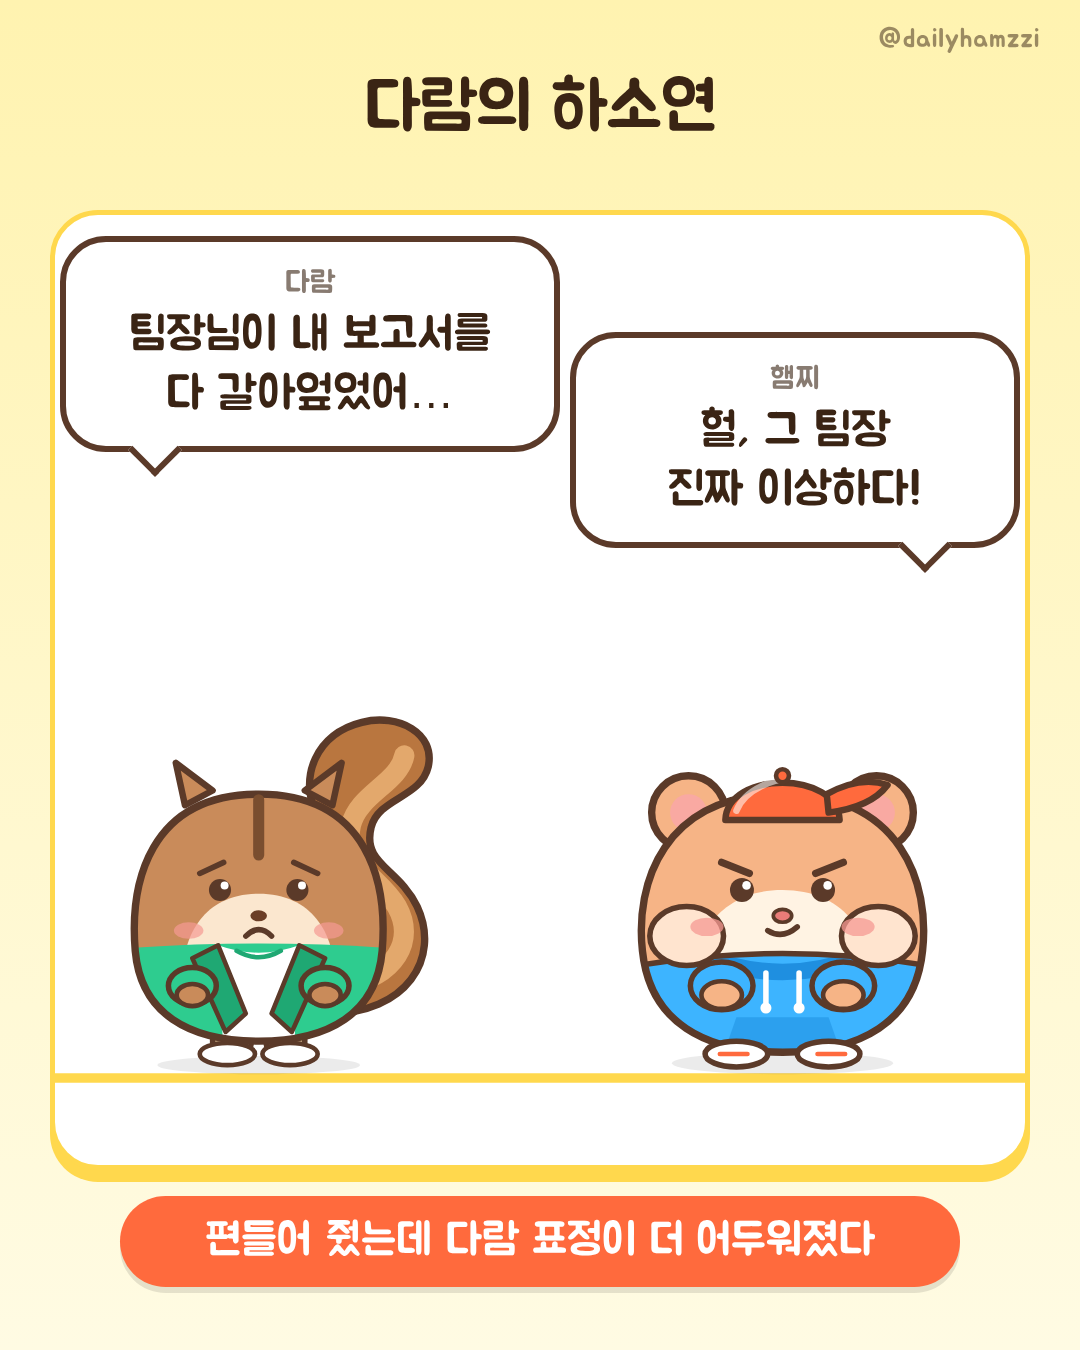 @dailyhamzzi
다람의 하소연
다람
팀장님이 내 보고서를
다 갈아엎었어...
햄찌
헐, 그 팀장
진짜 이상하다!
편들어 줬는데 다람 표정이 더 어두워졌다